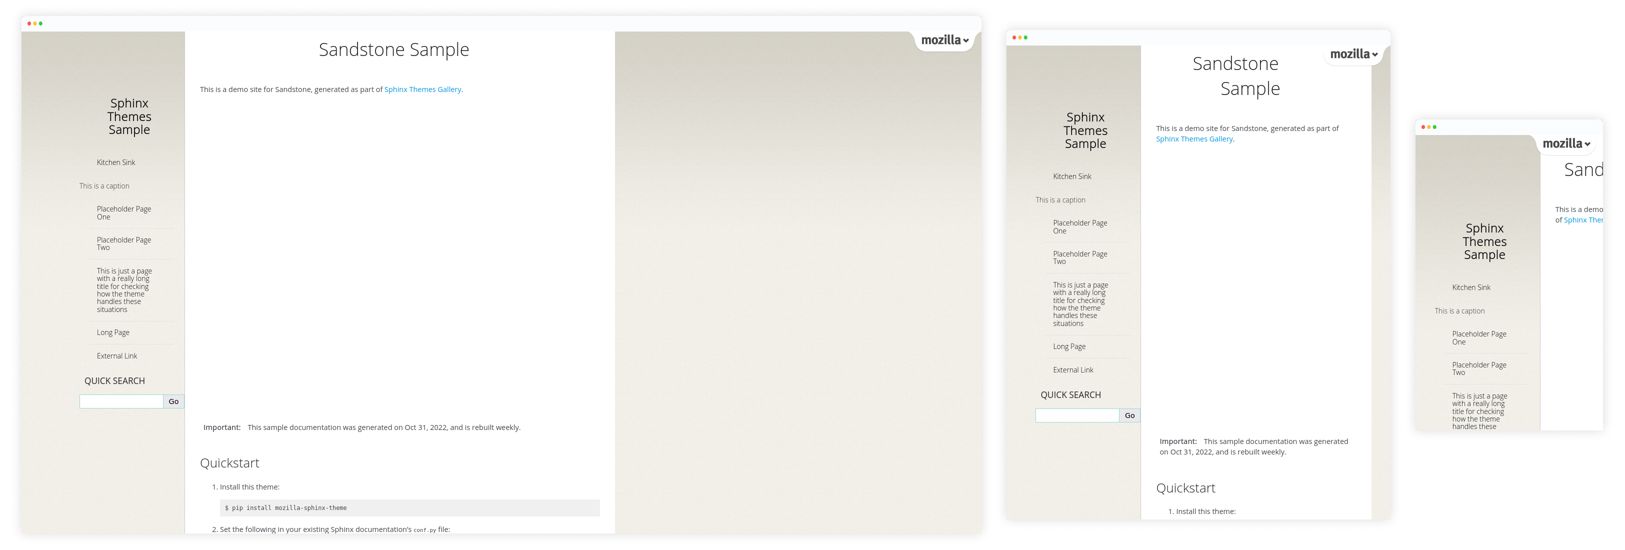 mozilla
Sandstone Sample
This is a demo site for Sandstone, generated as part of Sphinx Themes Gallery.
Sphinx
Themes
Sample
Kitchen Sink
This is a caption
Placeholder Page
One
Placeholder Page
Two
This is just a page
with a really long
title for checking
how the theme
handles these
situations
Long Page
External Link
QUICK SEARCH
Go
Important: This sample documentation was generated on Oct 31, 2022, and is rebuilt weekly.
Quickstart
1. Install this theme:
$ pip install mozilla-sphinx-theme
2. Set the following in your existing Sphinx documentation's conf.py file:
mozilla
Sandstone
Sample
This is a demo site for Sandstone, generated as part of
Sphinx Themes Gallery.
Sphinx
Themes
Sample
Kitchen Sink
This is a caption
Placeholder Page
One
Placeholder Page
Two
This is just a page
with a really long
title for checking
how the theme
handles these
situations
Long Page
External Link
QUICK SEARCH
Go
Important: This sample documentation was generated
on Oct 31, 2022, and is rebuilt weekly.
Quickstart
1. Install this theme:
mozilla
Sand
This is a demo
of Sphinx The
Sphinx
Themes
Sample
Kitchen Sink
This is a caption
Placeholder Page
One
Placeholder Page
Two
This is just a page
with a really long
title for checking
how the theme
handles these